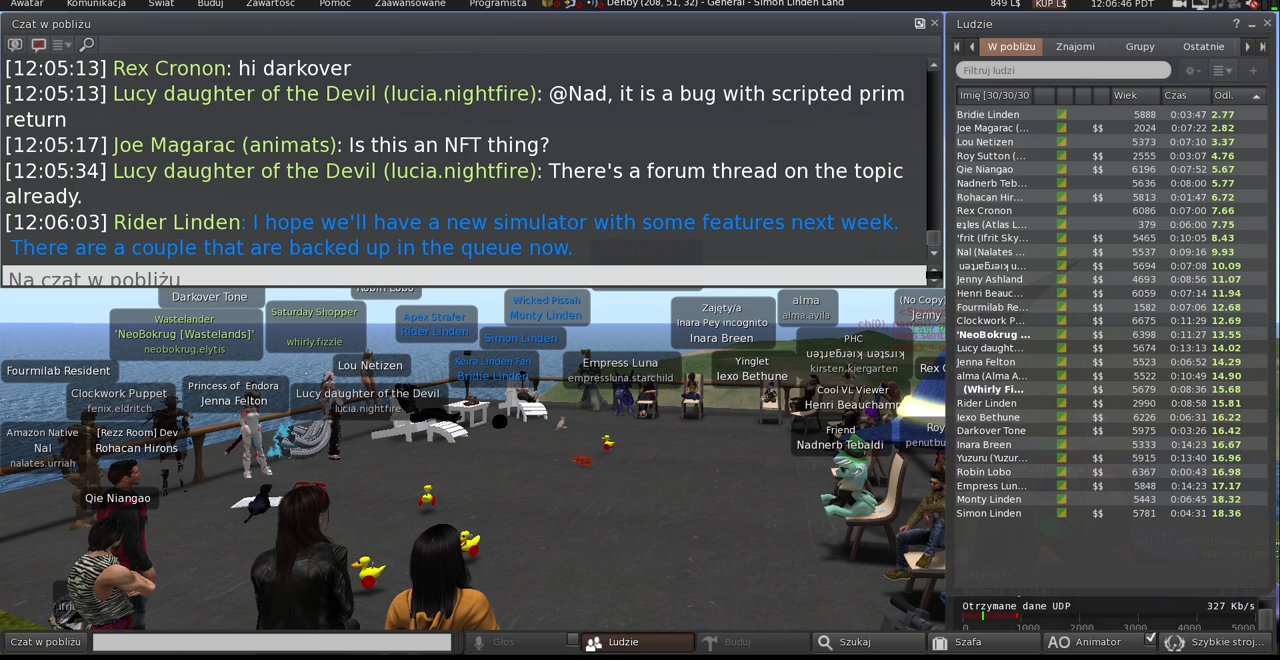 Awatar Komunikacja Świat Buduj Zawartość Pomoc Zaawansowane Programista Denby (208, 51, 32) - General - Simon Linden Land 849 L$ KUP L$ 12:06:46 PDT
Czat w pobliżu
[12:05:13] Rex Cronon: hi darkover
[12:05:13] Lucy daughter of the Devil (lucia.nightfire): @Nad, it is a bug with scripted prim
return
[12:05:17] Joe Magarac (animats): Is this an NFT thing?
[12:05:34] Lucy daughter of the Devil (lucia.nightfire): There's a forum thread on the topic
already.
[12:06:03] Rider Linden: I hope we'll have a new simulator with some features next week.
There are a couple that are backed up in the queue now.
Na czat w pobliżu
Robin Lobo
Darkover Tone
Wastelander
'NeoBokrug [Wastelands]'
neobokrug.elytis
Saturday Shopper
whirly.fizzle
Apex Strafer
Rider Linden
Wicked Pissah
Monty Linden
Simon Linden
Keira Linden Fan
Bridie Linden
Empress Luna
empressluna.starchild
Zajęty/a
Inara Pey incognito
Inara Breen
alma
alma.avila
(No Copy)
Jenny
PHC
kirsten.kjergarten
Yinglet
Iexo Bethune
Rex C
Cool VL Viewer
Henri Beauchamp
Friend
Nadnerb Tebaldi
Roy
penutbu
Fourmilab Resident
Lou Netizen
Clockwork Puppet
fenix.eldritch
Princess of Endora
Jenna Felton
Lucy daughter of the Devil
lucia.nightfire
Amazon Native
Nal
nalates.urriah
[Rezz Room] Dev
Rohacan Hirons
Qie Niangao
Ludzie
W pobliżu Znajomi Grupy Ostatnie
Filtruj ludzi
Imię [30/30/30 Wiek Czas Odl.
Bridie Linden 5888 0:03:47 2.77
Joe Magarac (... $$ 2024 0:07:22 2.82
Lou Netizen 5373 0:07:10 3.37
Roy Sutton (... $$ 2555 0:03:07 4.76
Qie Niangao $$ 6196 0:07:52 5.67
Nadnerb Teb... 5636 0:08:00 5.77
Rohacan Hir... $$ 5813 0:01:47 6.72
Rex Cronon 6086 0:07:00 7.66
(Atlas L... 379 0:06:00 7.75
'frit (Ifrit Sky... $$ 5465 0:10:05 8.43
Nal (Nalates ... $$ 5537 0:09:16 9.93
$$ 5694 0:07:08 10.09
Jenny Ashland $$ 4693 0:08:56 11.07
Henri Beauc... $$ 6059 0:07:14 11.94
Fourmilab Re... $$ 1582 0:07:06 12.68
Clockwork P... $$ 6675 0:11:29 12.69
'NeoBokrug ... $$ 6398 0:11:27 13.55
Lucy daught... $$ 5674 0:13:13 14.02
Jenna Felton $$ 5523 0:06:52 14.29
alma (Alma A... $$ 5522 0:10:49 14.90
(Whirly Fi... $$ 5679 0:08:36 15.68
Rider Linden $$ 2990 0:08:58 15.81
Iexo Bethune $$ 6226 0:06:31 16.22
Darkover Tone $$ 5975 0:03:26 16.42
Inara Breen 5333 0:14:23 16.67
Yuzuru (Yuzur... $$ 5915 0:13:40 16.96
Robin Lobo $$ 6367 0:00:43 16.98
Empress Lun... $$ 5848 0:14:23 17.17
Monty Linden 5443 0:06:45 18.32
Simon Linden $$ 5781 0:04:31 18.36
Otrzymane dane UDP 327 Kb/s
0 1000 2000 3000 4000 5000
Czat w pobliżu Głos Ludzie Buduj Szukaj Szafa AO Animator Szybkie stroj...